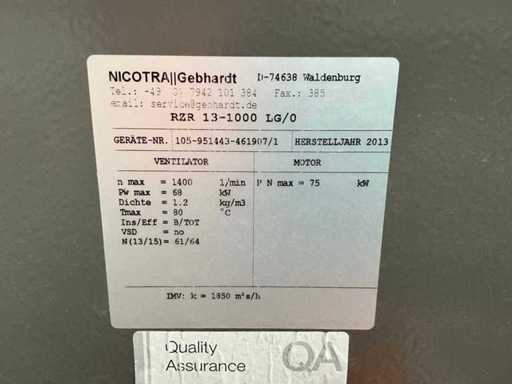 NICOTRA||Gebhardt D-74638 Waldenburg
Tel.: -49 7942 101 384 Fax.: 385
email: service@gebhardt.de
RZR 13-1000 LG/0
GERÄTE-NR. 105-951443-461907/1 HERSTELLJAHR 2013
VENTILATOR MOTOR
n max = 1400 1/min P N max = 75 kW
Pw max = 68 kW
Dichte = 1.2 kg/m3
Tmax = 80 °C
Ins/Eff = B/TOT
VSD = no
N(13/15) = 61/64
IMV: k = 1850 m²s/h
Quality
Assurance
QA